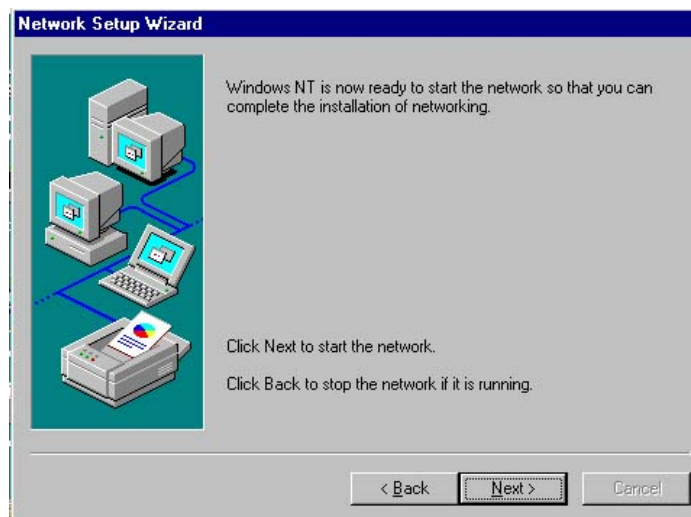 Network Setup Wizard
Windows NT is now ready to start the network so that you can
complete the installation of networking.
Click Next to start the network.
Click Back to stop the network if it is running.
< Back
Next >
Cancel